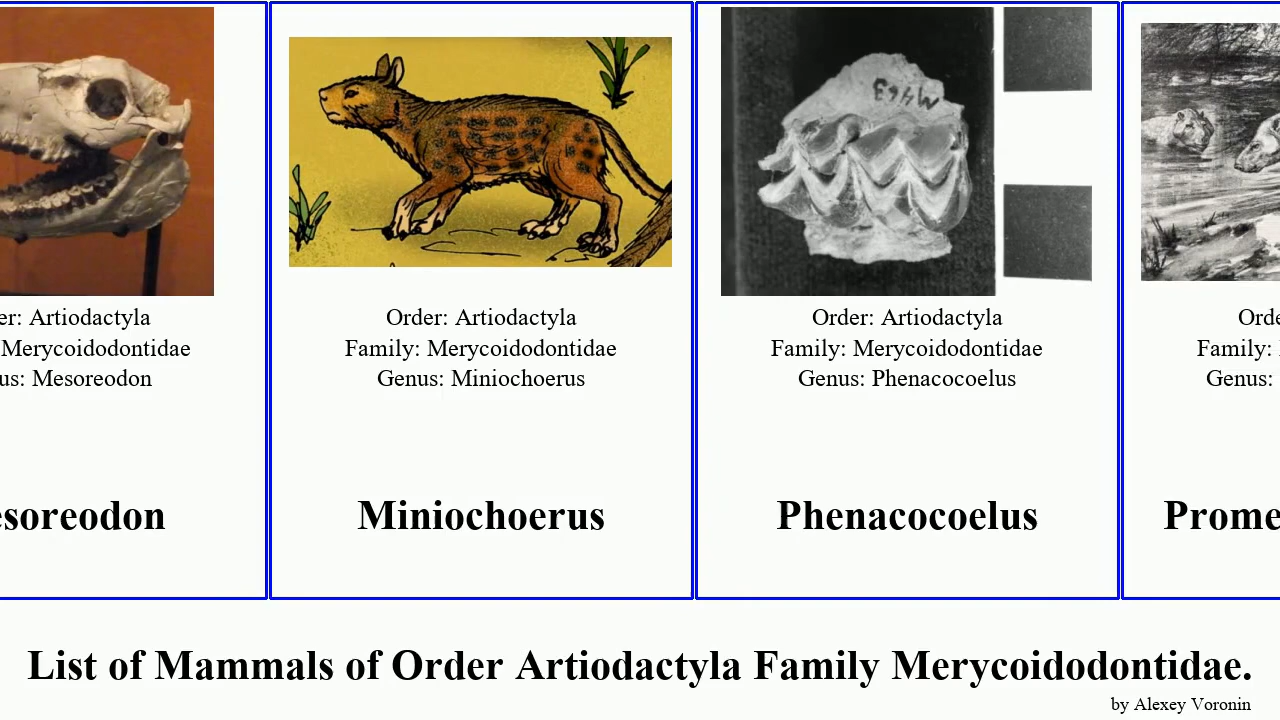 M463
er: Artiodactyla
Merycoidodontidae
us: Mesoreodon
esoreodon
Order: Artiodactyla
Family: Merycoidodontidae
Genus: Miniochoerus
Miniochoerus
Order: Artiodactyla
Family: Merycoidodontidae
Genus: Phenacocoelus
Phenacocoelus
Orde
Family:
Genus:
Prome
List of Mammals of Order Artiodactyla Family Merycoidodontidae.
by Alexey Voronin